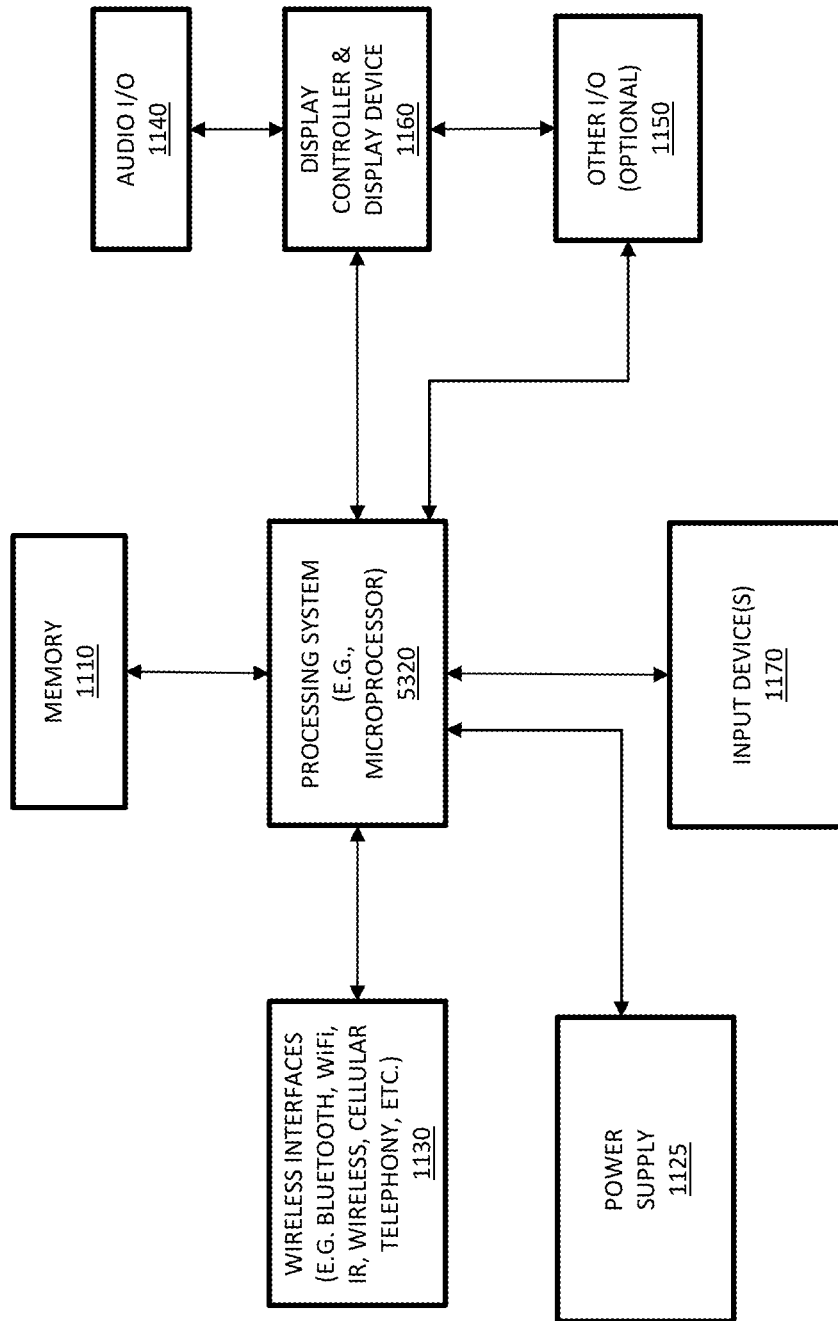 MEMORY
1110
AUDIO I/O
1140
WIRELESS INTERFACES
(E.G. BLUETOOTH, WiFi,
IR, WIRELESS, CELLULAR
TELEPHONY, ETC.)
1130
PROCESSING SYSTEM
(E.G.,
MICROPROCESSOR)
5320
DISPLAY
CONTROLLER &
DISPLAY DEVICE
1160
POWER
SUPPLY
1125
INPUT DEVICE(S)
1170
OTHER I/O
(OPTIONAL)
1150